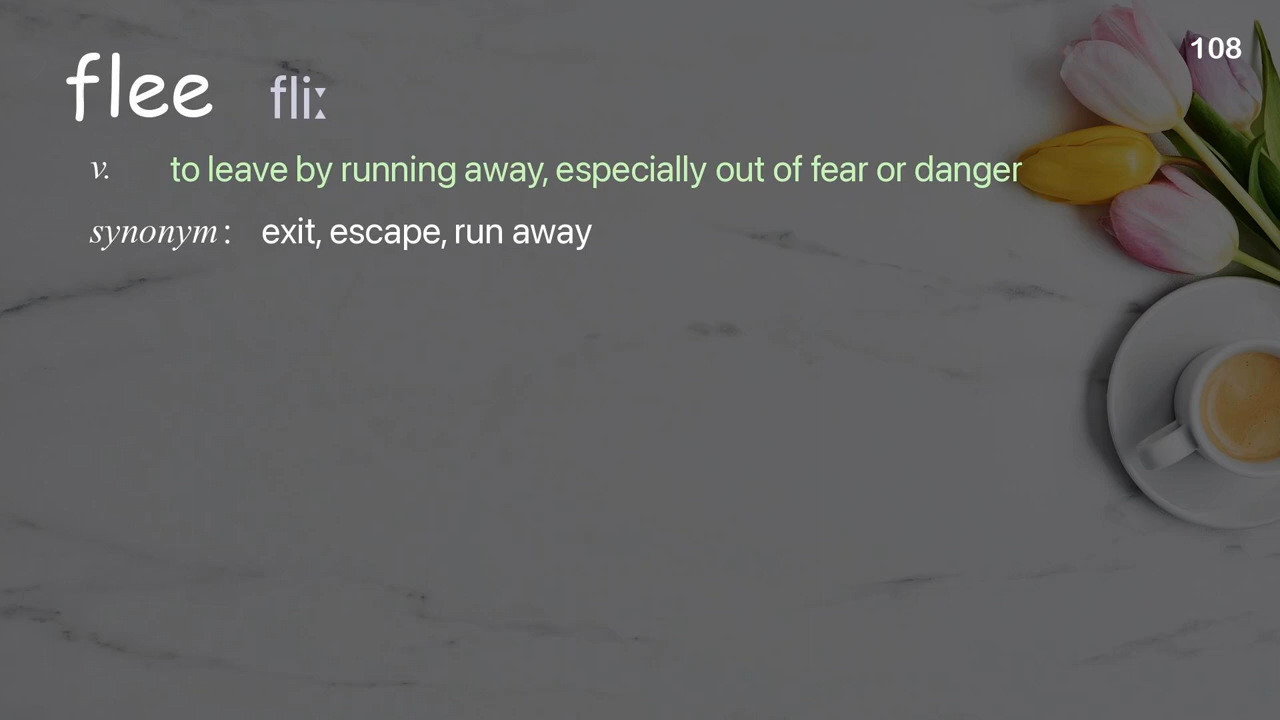 108
flee fliː
v. to leave by running away, especially out of fear or danger
synonym : exit, escape, run away